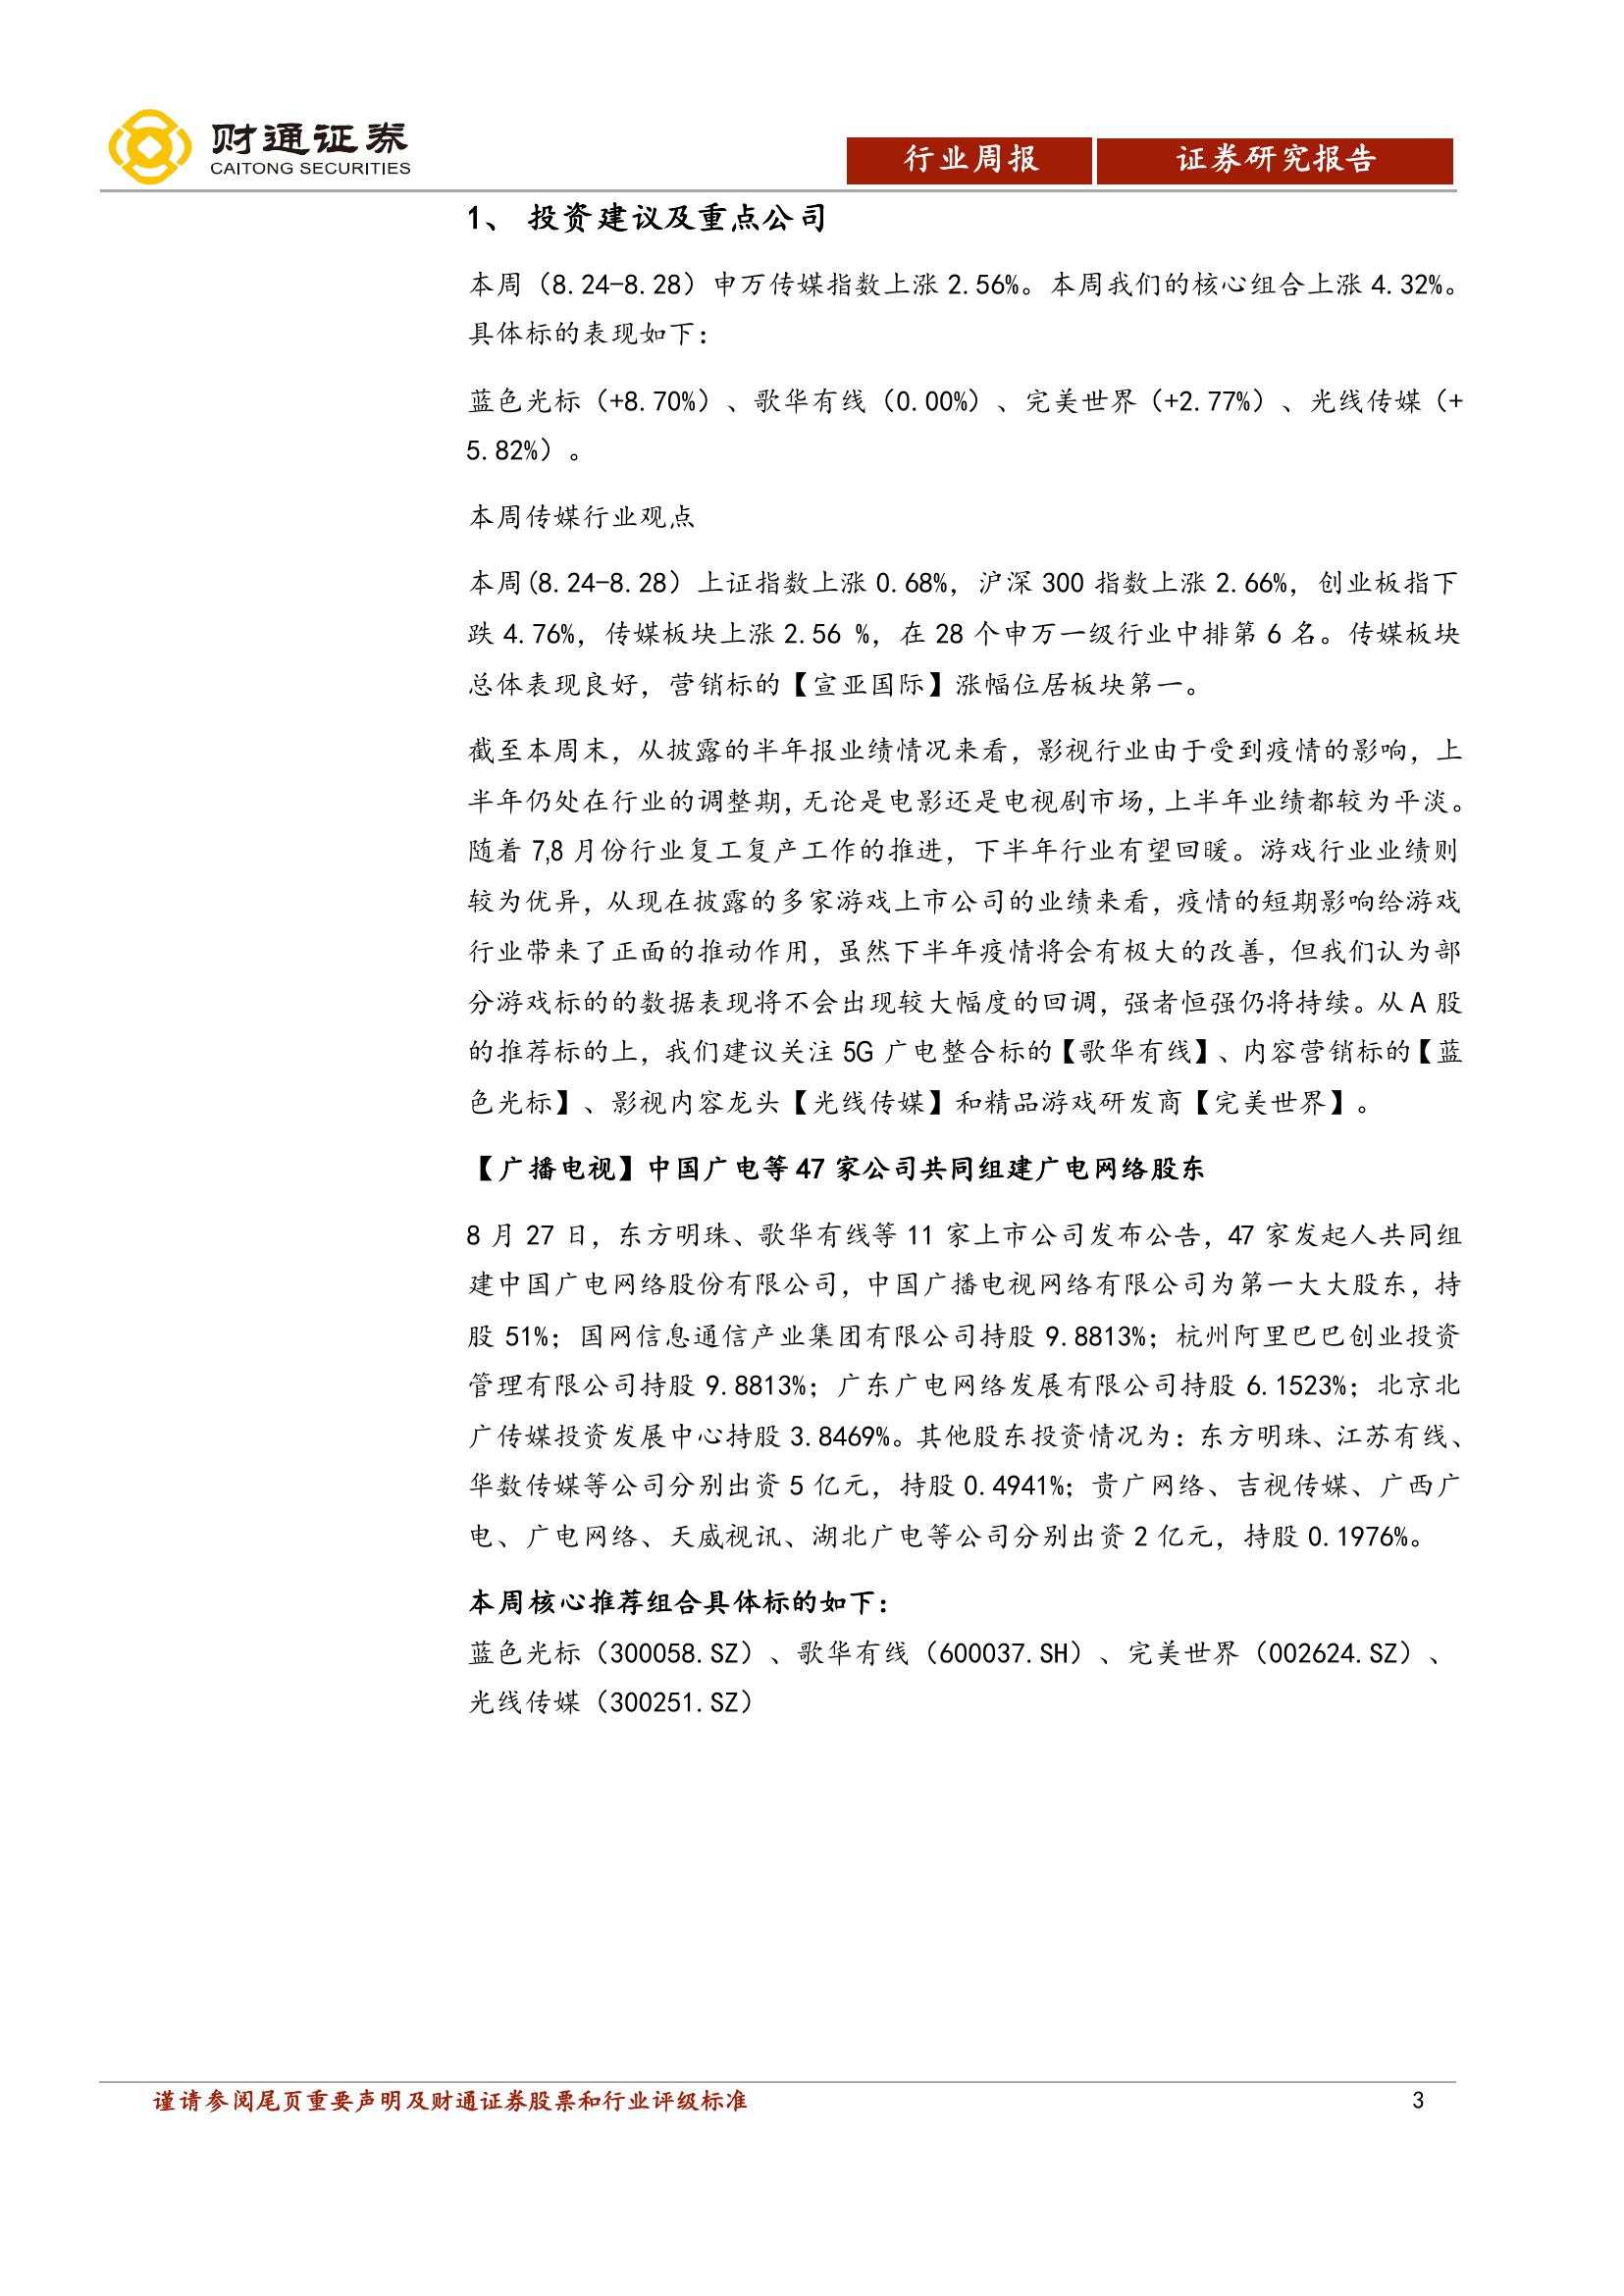 财通证券
CAITONG SECURITIES
行业周报
证券研究报告
1、 投资建议及重点公司
本周（8.24-8.28）申万传媒指数上涨 2.56%。本周我们的核心组合上涨 4.32%。
具体标的表现如下：
蓝色光标（+8.70%）、歌华有线（0.00%）、完美世界（+2.77%）、光线传媒（+
5.82%）。
本周传媒行业观点
本周(8.24-8.28）上证指数上涨 0.68%，沪深 300 指数上涨 2.66%，创业板指下
跌 4.76%，传媒板块上涨 2.56 %，在 28 个申万一级行业中排第 6 名。传媒板块
总体表现良好，营销标的【宣亚国际】涨幅位居板块第一。
截至本周末，从披露的半年报业绩情况来看，影视行业由于受到疫情的影响，上
半年仍处在行业的调整期，无论是电影还是电视剧市场，上半年业绩都较为平淡。
随着 7,8 月份行业复工复产工作的推进，下半年行业有望回暖。游戏行业业绩则
较为优异，从现在披露的多家游戏上市公司的业绩来看，疫情的短期影响给游戏
行业带来了正面的推动作用，虽然下半年疫情将会有极大的改善，但我们认为部
分游戏标的的数据表现将不会出现较大幅度的回调，强者恒强仍将持续。从 A 股
的推荐标的上，我们建议关注 5G 广电整合标的【歌华有线】、内容营销标的【蓝
色光标】、影视内容龙头【光线传媒】和精品游戏研发商【完美世界】。
【广播电视】中国广电等 47 家公司共同组建广电网络股东
8 月 27 日，东方明珠、歌华有线等 11 家上市公司发布公告，47 家发起人共同组
建中国广电网络股份有限公司，中国广播电视网络有限公司为第一大大股东，持
股 51%；国网信息通信产业集团有限公司持股 9.8813%；杭州阿里巴巴创业投资
管理有限公司持股 9.8813%；广东广电网络发展有限公司持股 6.1523%；北京北
广传媒投资发展中心持股 3.8469%。其他股东投资情况为：东方明珠、江苏有线、
华数传媒等公司分别出资 5 亿元，持股 0.4941%；贵广网络、吉视传媒、广西广
电、广电网络、天威视讯、湖北广电等公司分别出资 2 亿元，持股 0.1976%。
本周核心推荐组合具体标的如下：
蓝色光标（300058.SZ）、歌华有线（600037.SH）、完美世界（002624.SZ）、
光线传媒（300251.SZ）
谨请参阅尾页重要声明及财通证券股票和行业评级标准
3